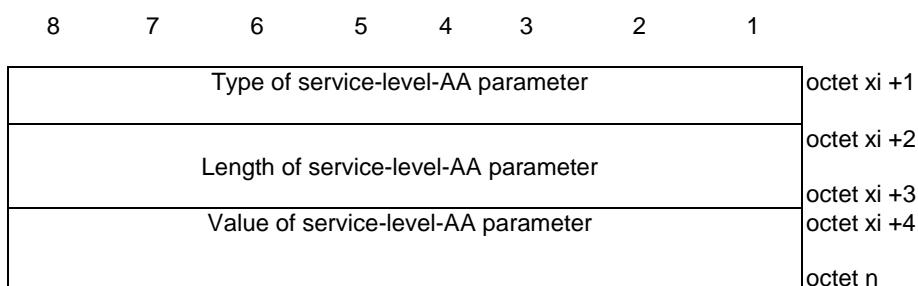 8 7 6 5 4 3 2 1
Type of service-level-AA parameter octet xi +1
octet xi +2
Length of service-level-AA parameter
octet xi +3
Value of service-level-AA parameter octet xi +4
octet n